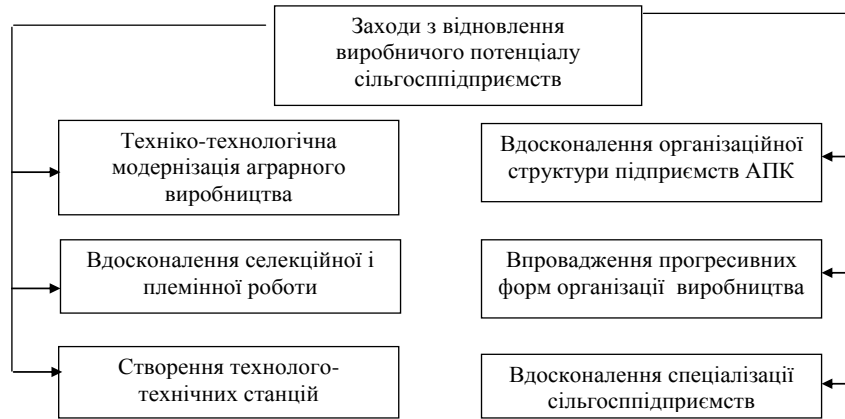 Заходи з відновлення
виробничого потенціалу
сільгосппідприємств
Техніко-технологічна
модернізація аграрного
виробництва
Вдосконалення селекційної і
племінної роботи
Створення технолого-
технічних станцій
Вдосконалення організаційної
структури підприємств АПК
Впровадження прогресивних
форм організації виробництва
Вдосконалення спеціалізації
сільгосппідприємств